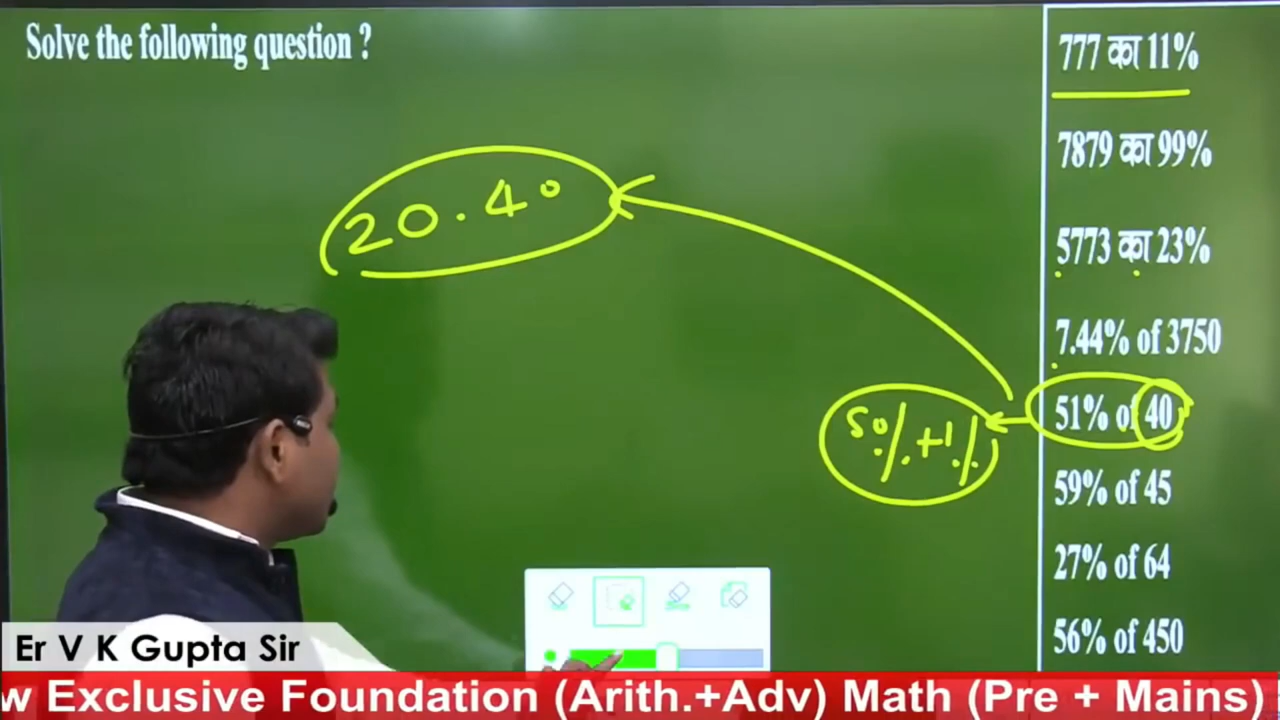 Solve the following question ?
777 का 11%
7879 का 99%
5773 का 23%
7.44% of 3750
51% of 40
59% of 45
27% of 64
56% of 450
20.40
50%+1%
Er V K Gupta Sir
w Exclusive Foundation (Arith.+Adv) Math (Pre + Mains)